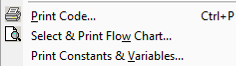 Print Code... Ctrl+P
Select & Print Flow Chart...
Print Constants & Variables...